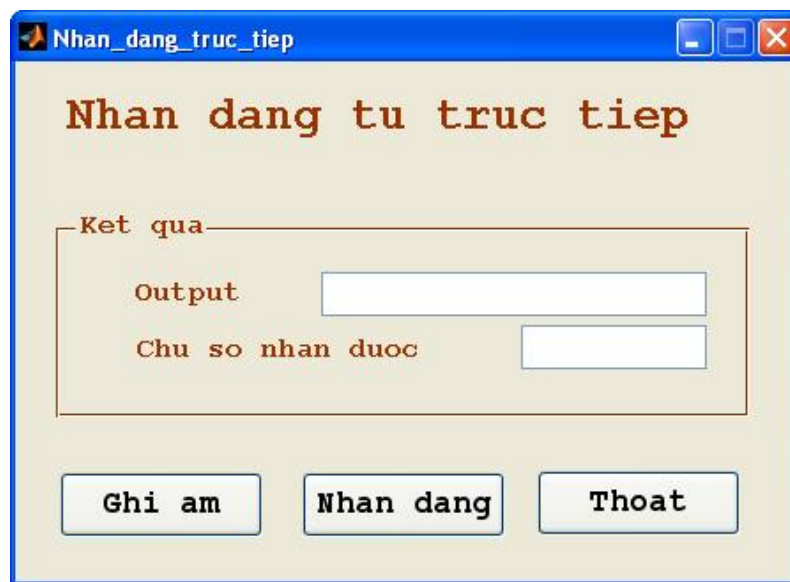 Nhan_dang_truc_tiep
Nhan dang tu truc tiep
Ket qua
Output
Chu so nhan duoc
Ghi am
Nhan dang
Thoat